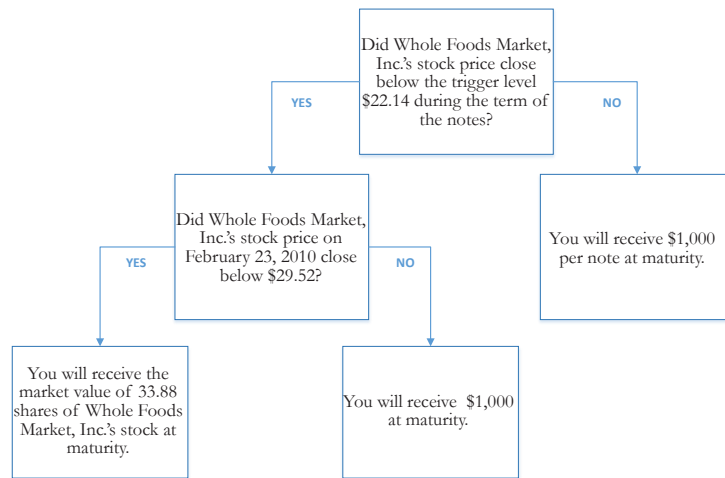 Did Whole Foods Market,
Inc.'s stock price close
below the trigger level
$22.14 during the term of
the notes?
YES
NO
Did Whole Foods Market,
Inc.'s stock price on
February 23, 2010 close
below $29.52?
You will receive $1,000
per note at maturity.
YES
NO
You will receive the
market value of 33.88
shares of Whole Foods
Market, Inc.'s stock at
maturity.
You will receive $1,000
at maturity.